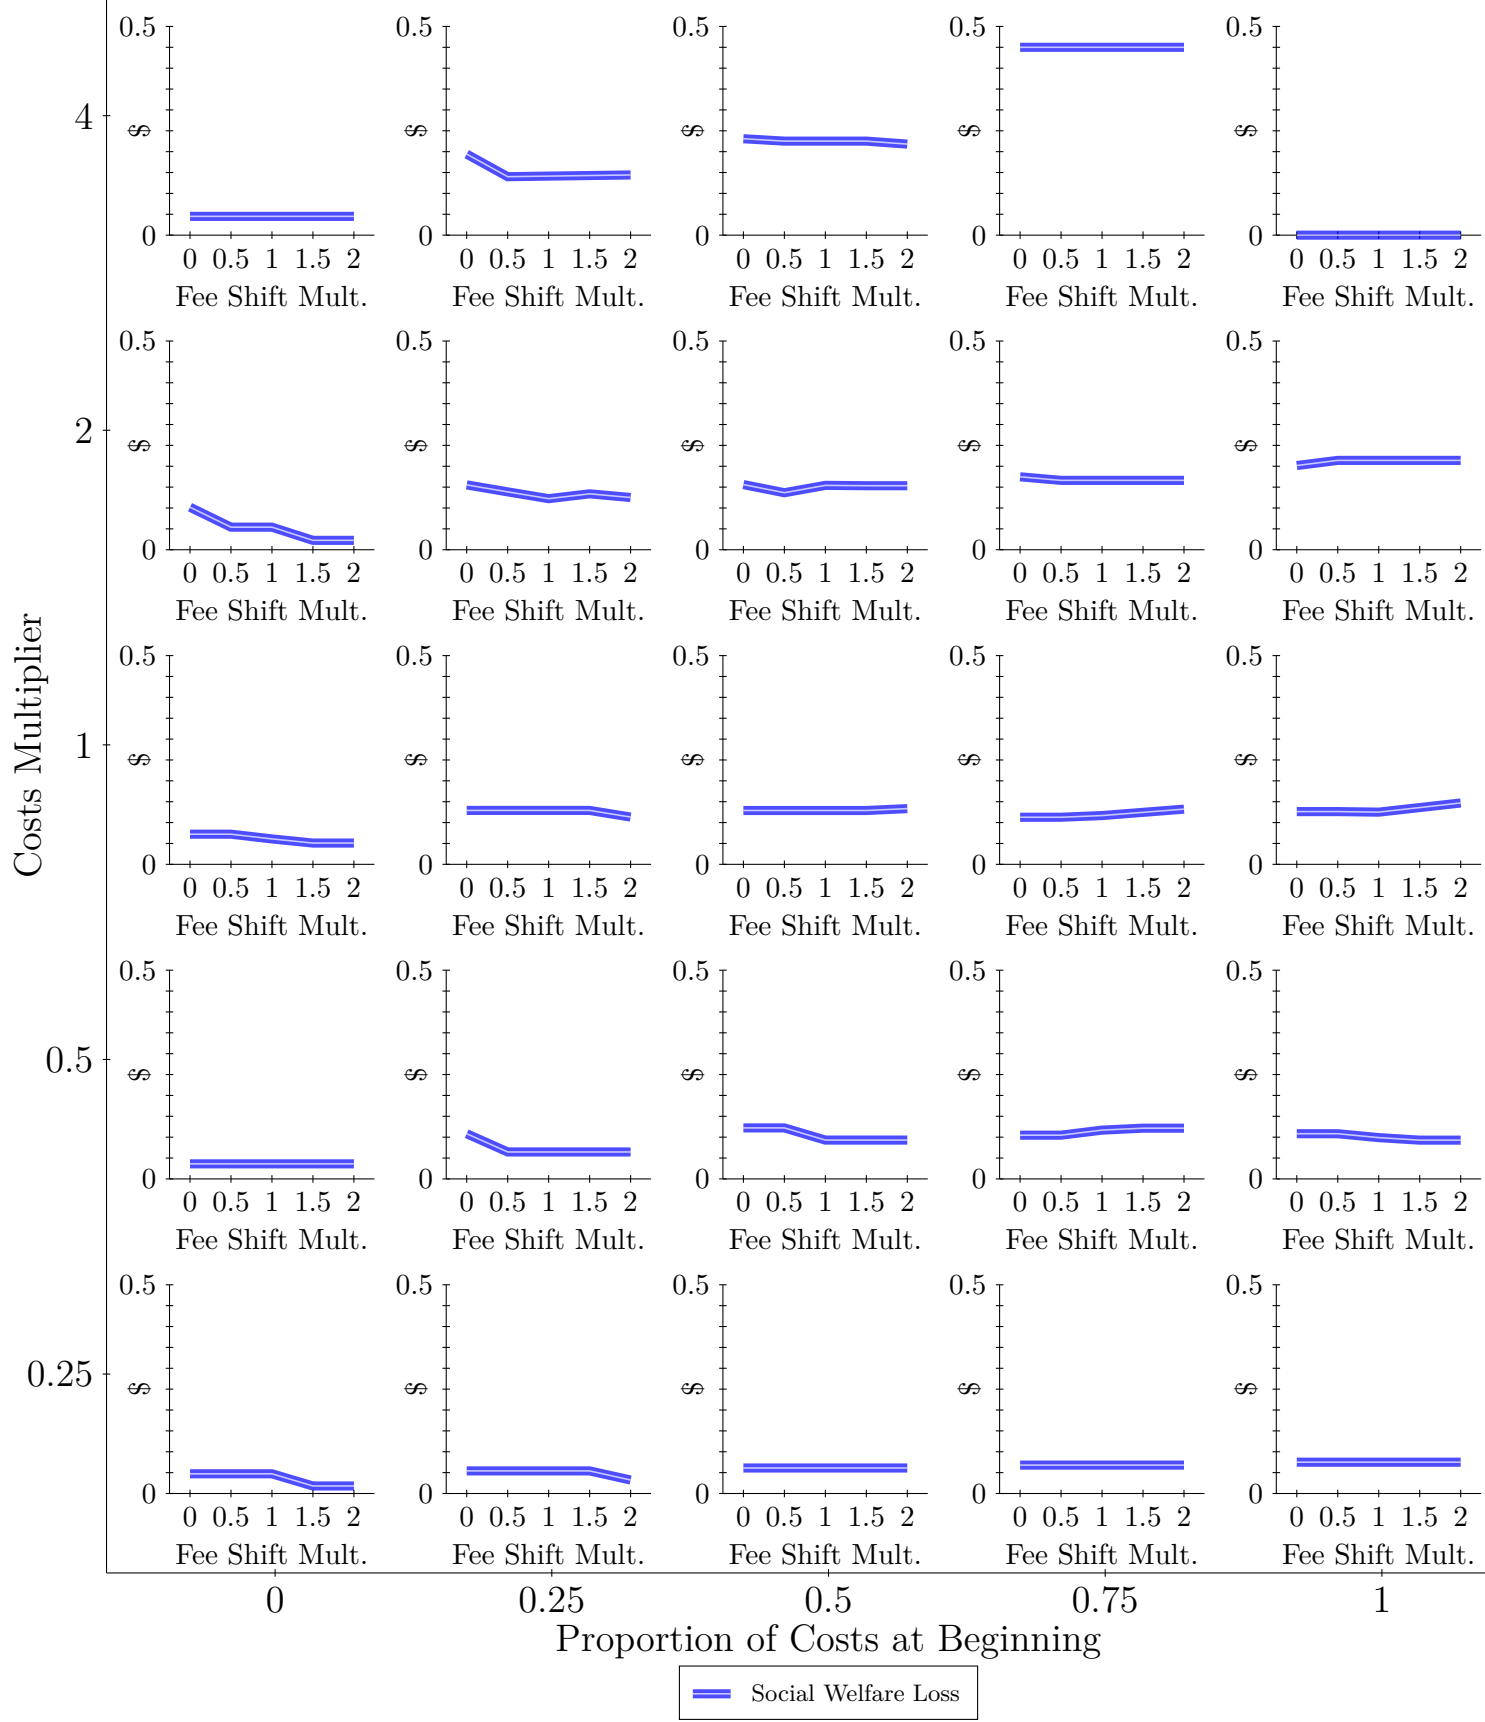 0.5 0.5 0.5 0.5 0.5
4 $ $ $ $ $
0 0 0 0 0
0 0.5 1 1.5 2 0 0.5 1 1.5 2 0 0.5 1 1.5 2 0 0.5 1 1.5 2 0 0.5 1 1.5 2
Fee Shift Mult. Fee Shift Mult. Fee Shift Mult. Fee Shift Mult. Fee Shift Mult.
0.5 0.5 0.5 0.5 0.5
2 $ $ $ $ $
0 0 0 0 0
0 0.5 1 1.5 2 0 0.5 1 1.5 2 0 0.5 1 1.5 2 0 0.5 1 1.5 2 0 0.5 1 1.5 2
Fee Shift Mult. Fee Shift Mult. Fee Shift Mult. Fee Shift Mult. Fee Shift Mult.
Costs Multiplier
0.5 0.5 0.5 0.5 0.5
1 $ $ $ $ $
0 0 0 0 0
0 0.5 1 1.5 2 0 0.5 1 1.5 2 0 0.5 1 1.5 2 0 0.5 1 1.5 2 0 0.5 1 1.5 2
Fee Shift Mult. Fee Shift Mult. Fee Shift Mult. Fee Shift Mult. Fee Shift Mult.
0.5 0.5 0.5 0.5 0.5
0.5 $ $ $ $ $
0 0 0 0 0
0 0.5 1 1.5 2 0 0.5 1 1.5 2 0 0.5 1 1.5 2 0 0.5 1 1.5 2 0 0.5 1 1.5 2
Fee Shift Mult. Fee Shift Mult. Fee Shift Mult. Fee Shift Mult. Fee Shift Mult.
0.5 0.5 0.5 0.5 0.5
0.25 $ $ $ $ $
0 0 0 0 0
0 0.5 1 1.5 2 0 0.5 1 1.5 2 0 0.5 1 1.5 2 0 0.5 1 1.5 2 0 0.5 1 1.5 2
Fee Shift Mult. Fee Shift Mult. Fee Shift Mult. Fee Shift Mult. Fee Shift Mult.
0 0.25 0.5 0.75 1
Proportion of Costs at Beginning
Social Welfare Loss